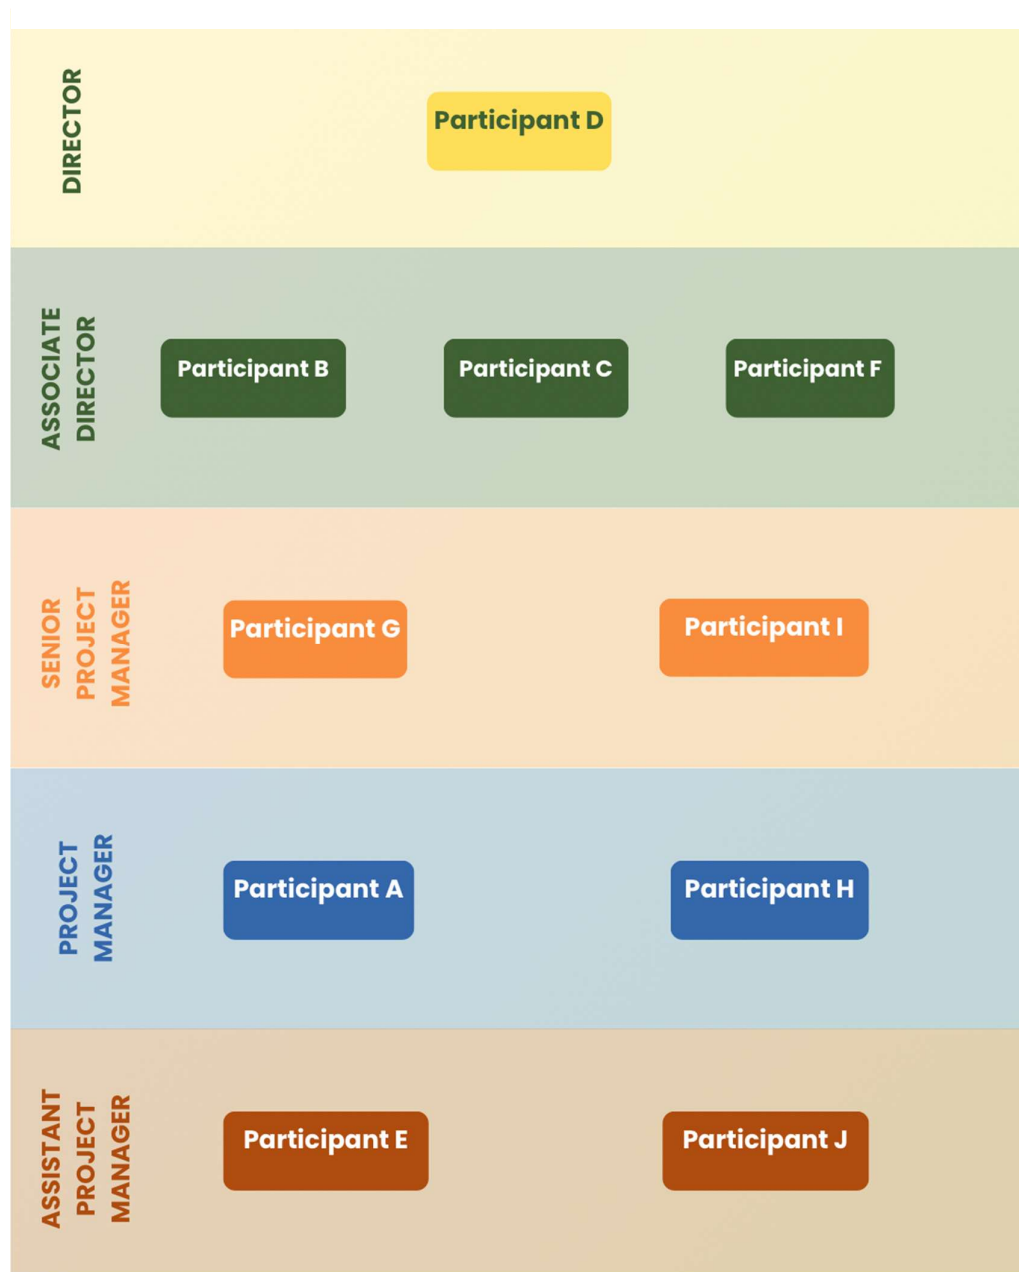 DIRECTOR
Participant D
ASSOCIATE
DIRECTOR
Participant B
Participant C
Participant F
SENIOR
PROJECT
MANAGER
Participant G
Participant I
PROJECT
MANAGER
Participant A
Participant H
ASSISTANT
PROJECT
MANAGER
Participant E
Participant J